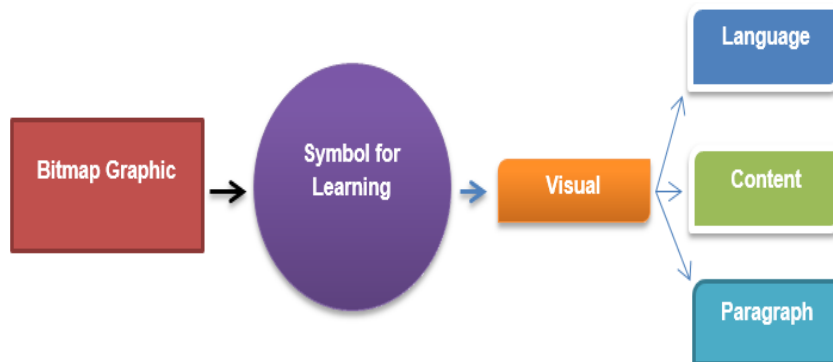 Bitmap Graphic
Symbol for
Learning
Visual
Language
Content
Paragraph